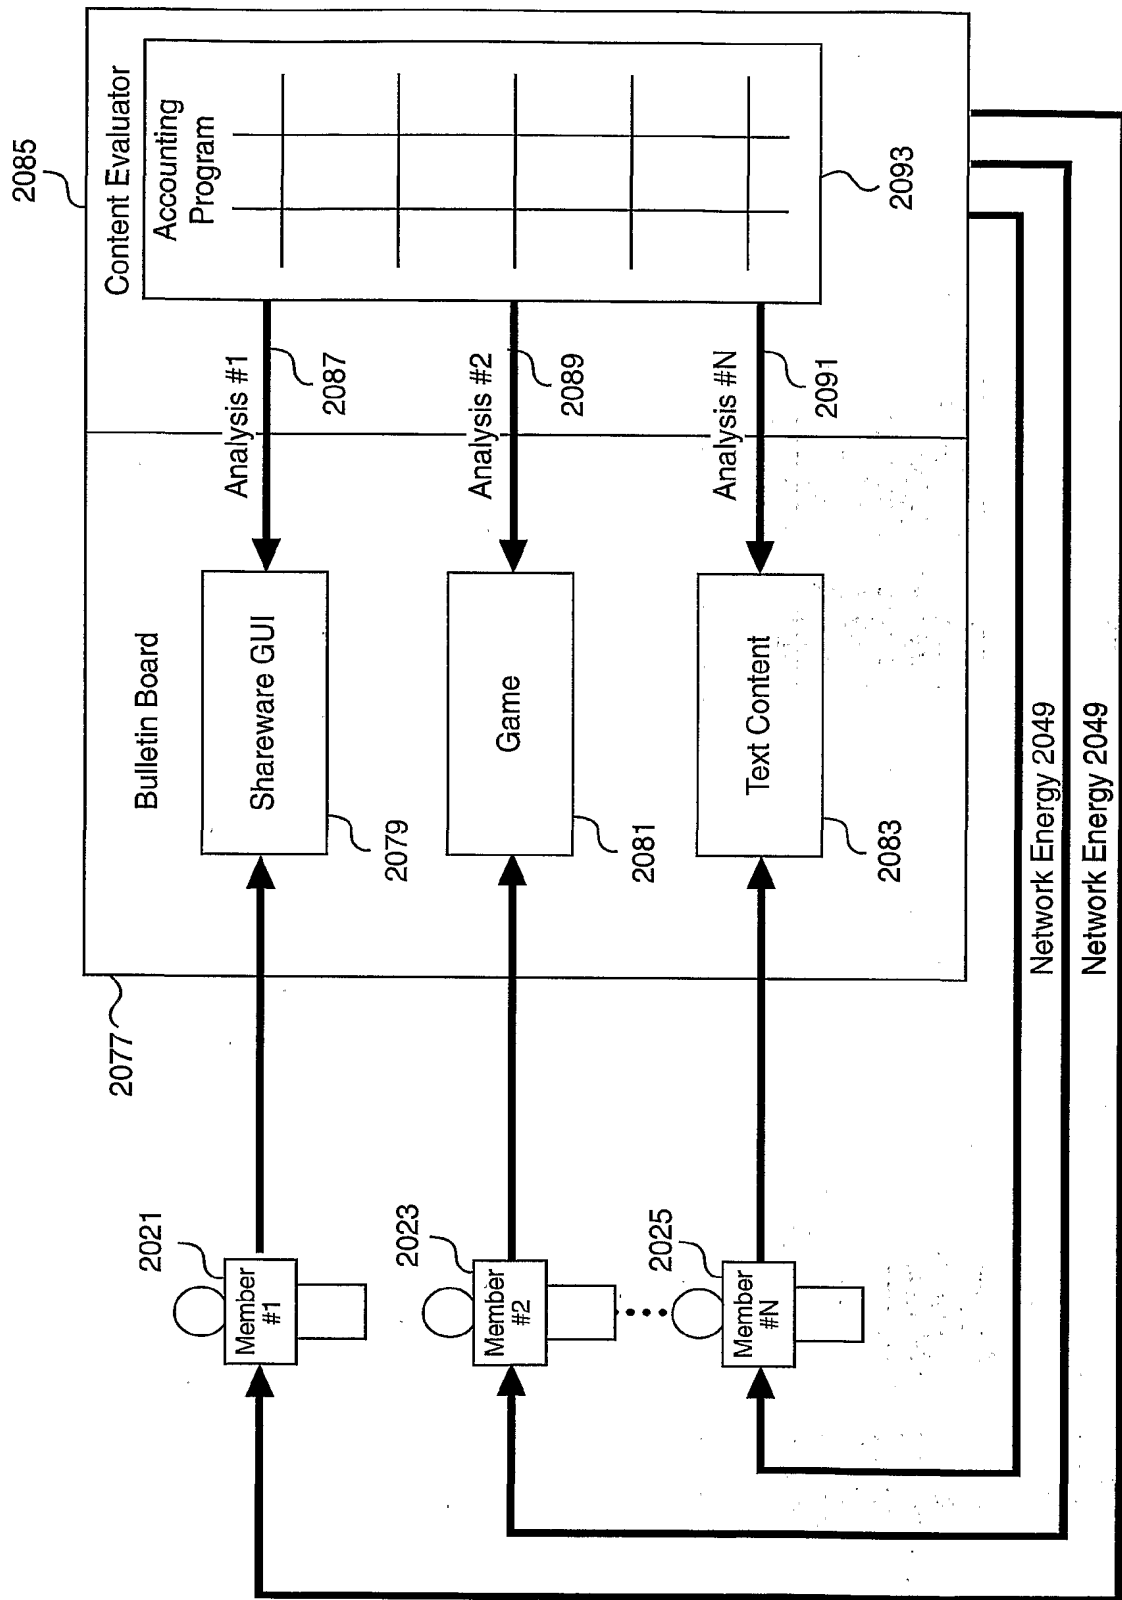 2085
Content Evaluator
Accounting
Program
2093
Analysis #1
2087
Analysis #2
2089
Analysis #N
2091
Bulletin Board
Shareware GUI
2079
Game
2081
Text Content
2083
2077
2021
Member
#1
2023
Member
#2
2025
Member
#N
Network Energy 2049
Network Energy 2049